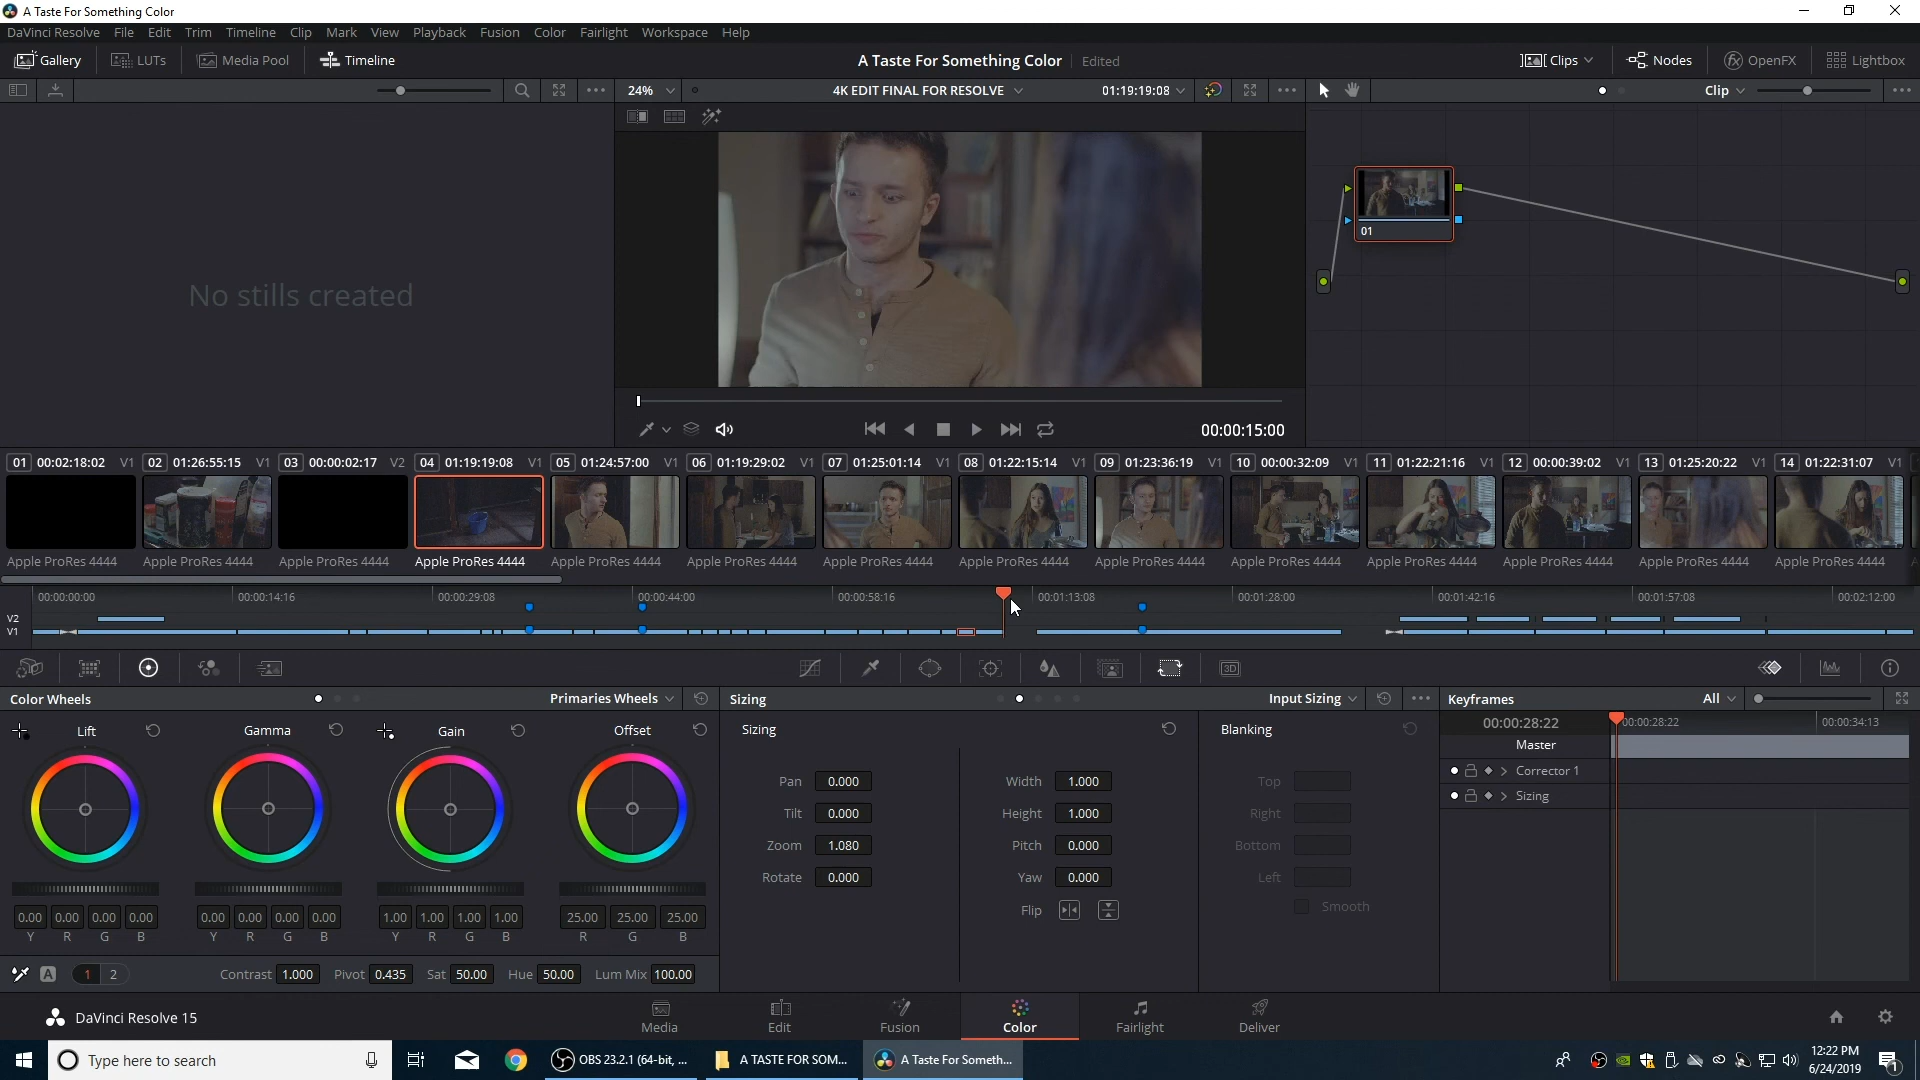 A Taste For Something Color
DaVinci Resolve File Edit Trim Timeline Clip Mark View Playback Fusion Color Fairlight Workspace Help
Gallery LUTs Media Pool Timeline A Taste For Something Color Edited Clips Nodes OpenFX Lightbox
24% 4K EDIT FINAL FOR RESOLVE 01:19:19:08 Clip
01
No stills created
00:00:15:00
01 00:02:18:02 V1 02 01:26:55:15 V1 03 00:00:02:17 V2 04 01:19:19:08 V1 05 01:24:57:00 V1 06 01:19:29:02 V1 07 01:25:01:14 V1 08 01:22:15:14 V1 09 01:23:36:19 V1 10 00:00:32:09 V1 11 01:22:21:16 V1 12 00:00:39:02 V1 13 01:25:20:22 V1 14 01:22:31:07 V1
Apple ProRes 4444 Apple ProRes 4444 Apple ProRes 4444 Apple ProRes 4444 Apple ProRes 4444 Apple ProRes 4444 Apple ProRes 4444 Apple ProRes 4444 Apple ProRes 4444 Apple ProRes 4444 Apple ProRes 4444 Apple ProRes 4444 Apple ProRes 4444 Apple ProRes 4444
00:00:00:00 00:00:14:16 00:00:29:08 00:00:44:00 00:00:58:16 00:01:13:08 00:01:28:00 00:01:42:16 00:01:57:08 00:02:12:00
V2
V1
3D
Color Wheels Primaries Wheels Sizing Input Sizing Keyframes All
00:00:28:22 00:00:28:22 00:00:34:13
Lift Gamma Gain Offset Sizing Blanking
Master
Corrector 1
Pan 0.000 Width 1.000 Top
Sizing
Tilt 0.000 Height 1.000 Right
Zoom 1.080 Pitch 0.000 Bottom
Rotate 0.000 Yaw 0.000 Left
Flip Smooth
0.00 0.00 0.00 0.00 0.00 0.00 0.00 0.00 1.00 1.00 1.00 1.00 25.00 25.00 25.00
Y R G B Y R G B Y R G B R G B
A 1 2 Contrast 1.000 Pivot 0.435 Sat 50.00 Hue 50.00 Lum Mix 100.00
DaVinci Resolve 15 Media Edit Fusion Color Fairlight Deliver
Type here to search OBS 23.2.1 (64-bit, ... A TASTE FOR SOM... A Taste For Someth... 12:22 PM
6/24/2019 1